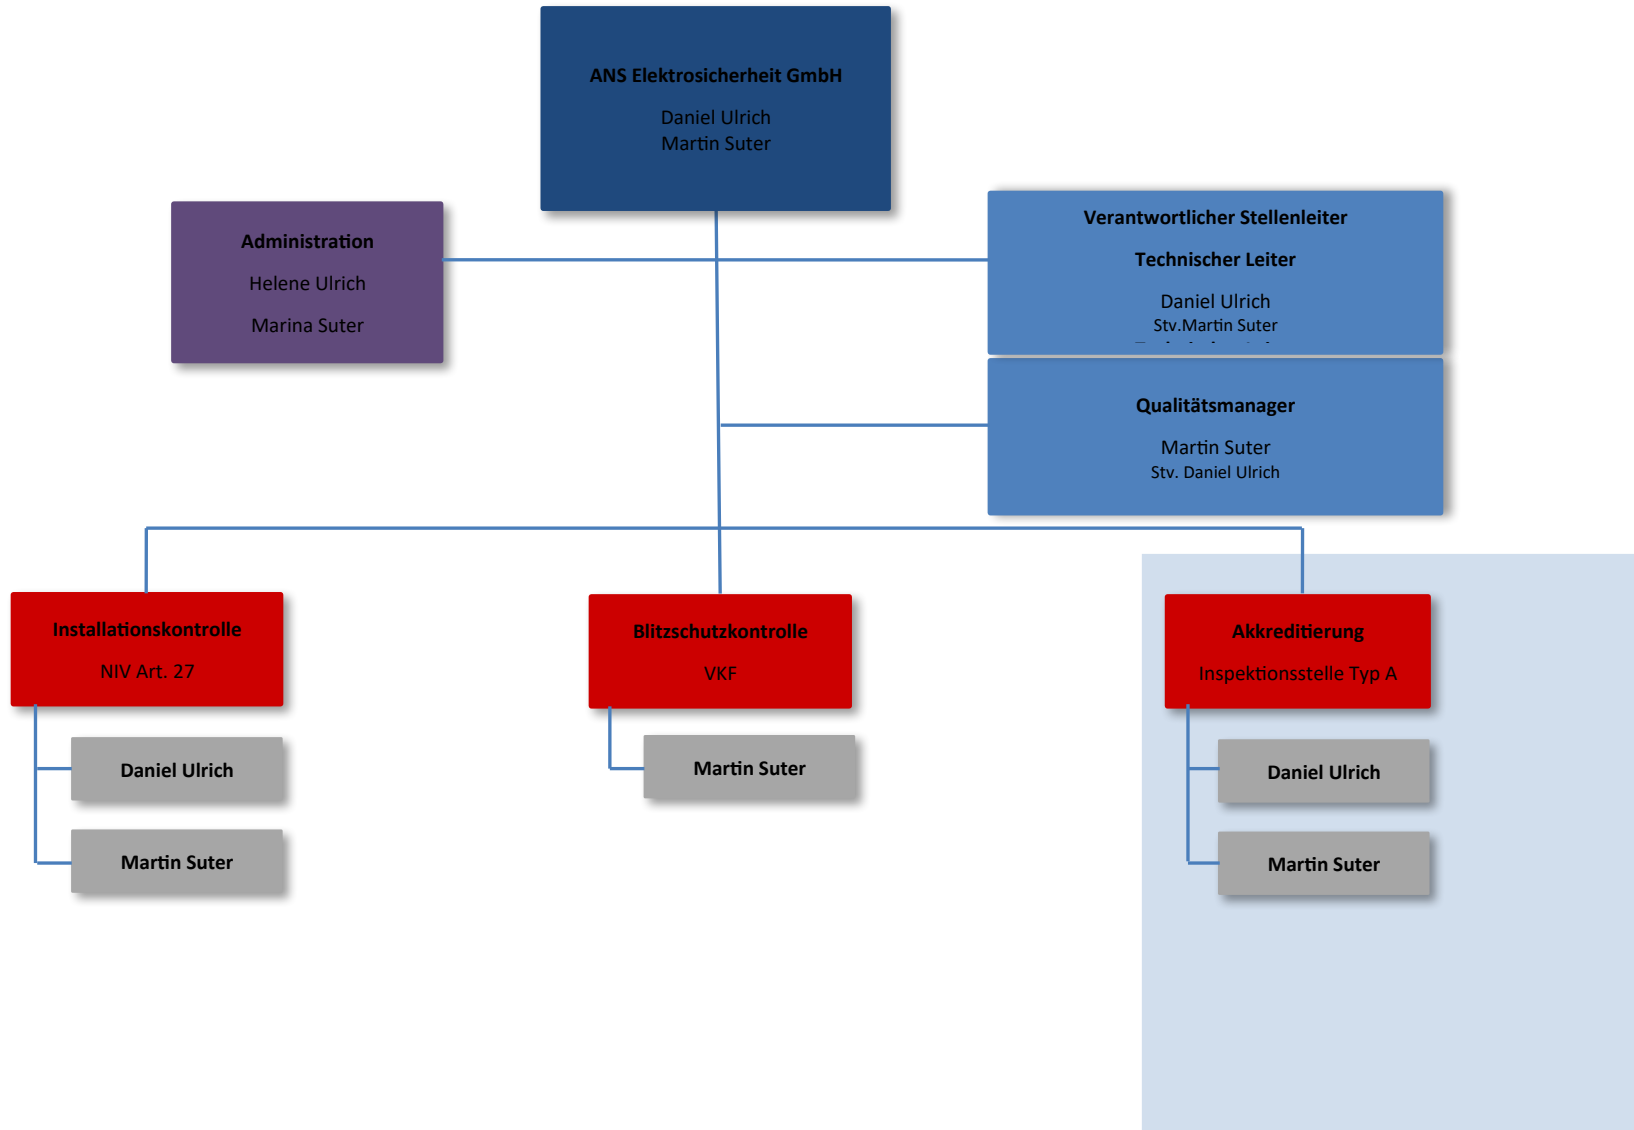 ANS Elektrosicherheit GmbH
Daniel Ulrich
Martin Suter
Administration
Helene Ulrich
Marina Suter
Verantwortlicher Stellenleiter
Technischer Leiter
Daniel Ulrich
Stv.Martin Suter
Qualitätsmanager
Martin Suter
Stv. Daniel Ulrich
Installationskontrolle
NIV Art. 27
Daniel Ulrich
Martin Suter
Blitzschutzkontrolle
VKF
Martin Suter
Akkreditierung
Inspektionsstelle Typ A
Daniel Ulrich
Martin Suter